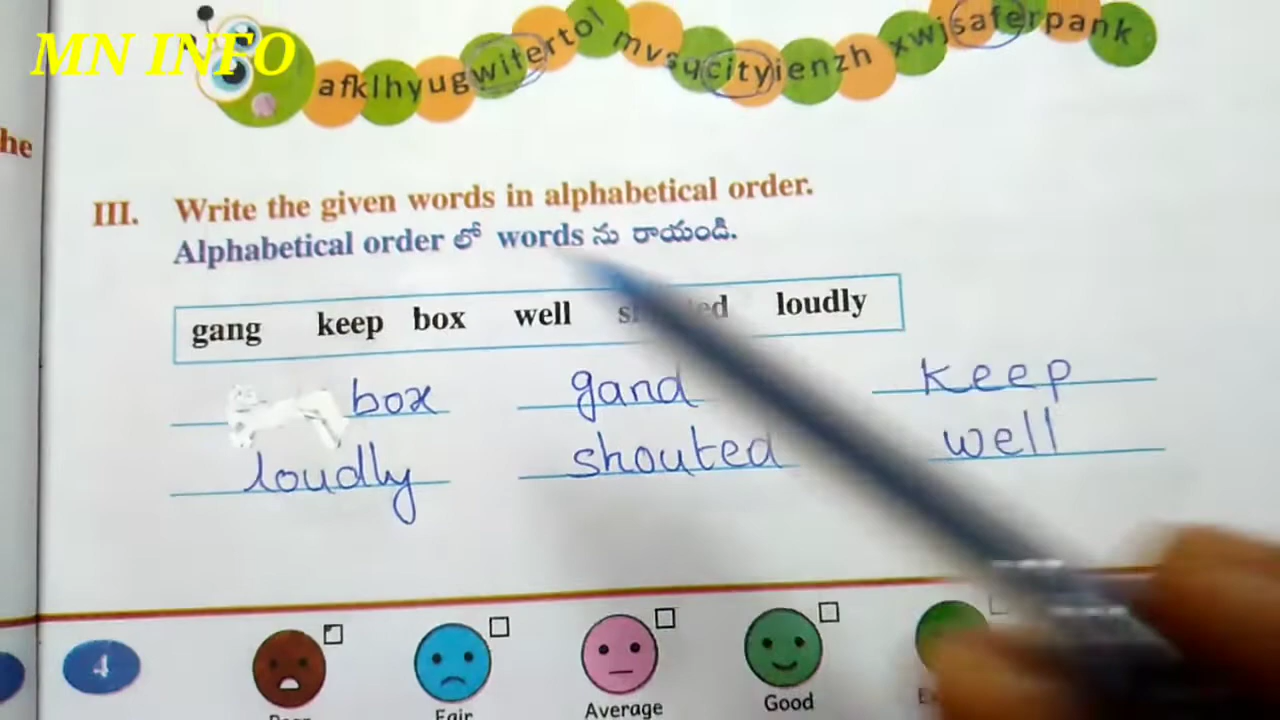 MN INFO
afklhyugwitertol mvsqcityienzh xwjsaferpank
he
III. Write the given words in alphabetical order.
Alphabetical order లో words ను రాయండి.
gang keep box well loudly
box gand keep
loudly shouted well
4
Fair Average Good